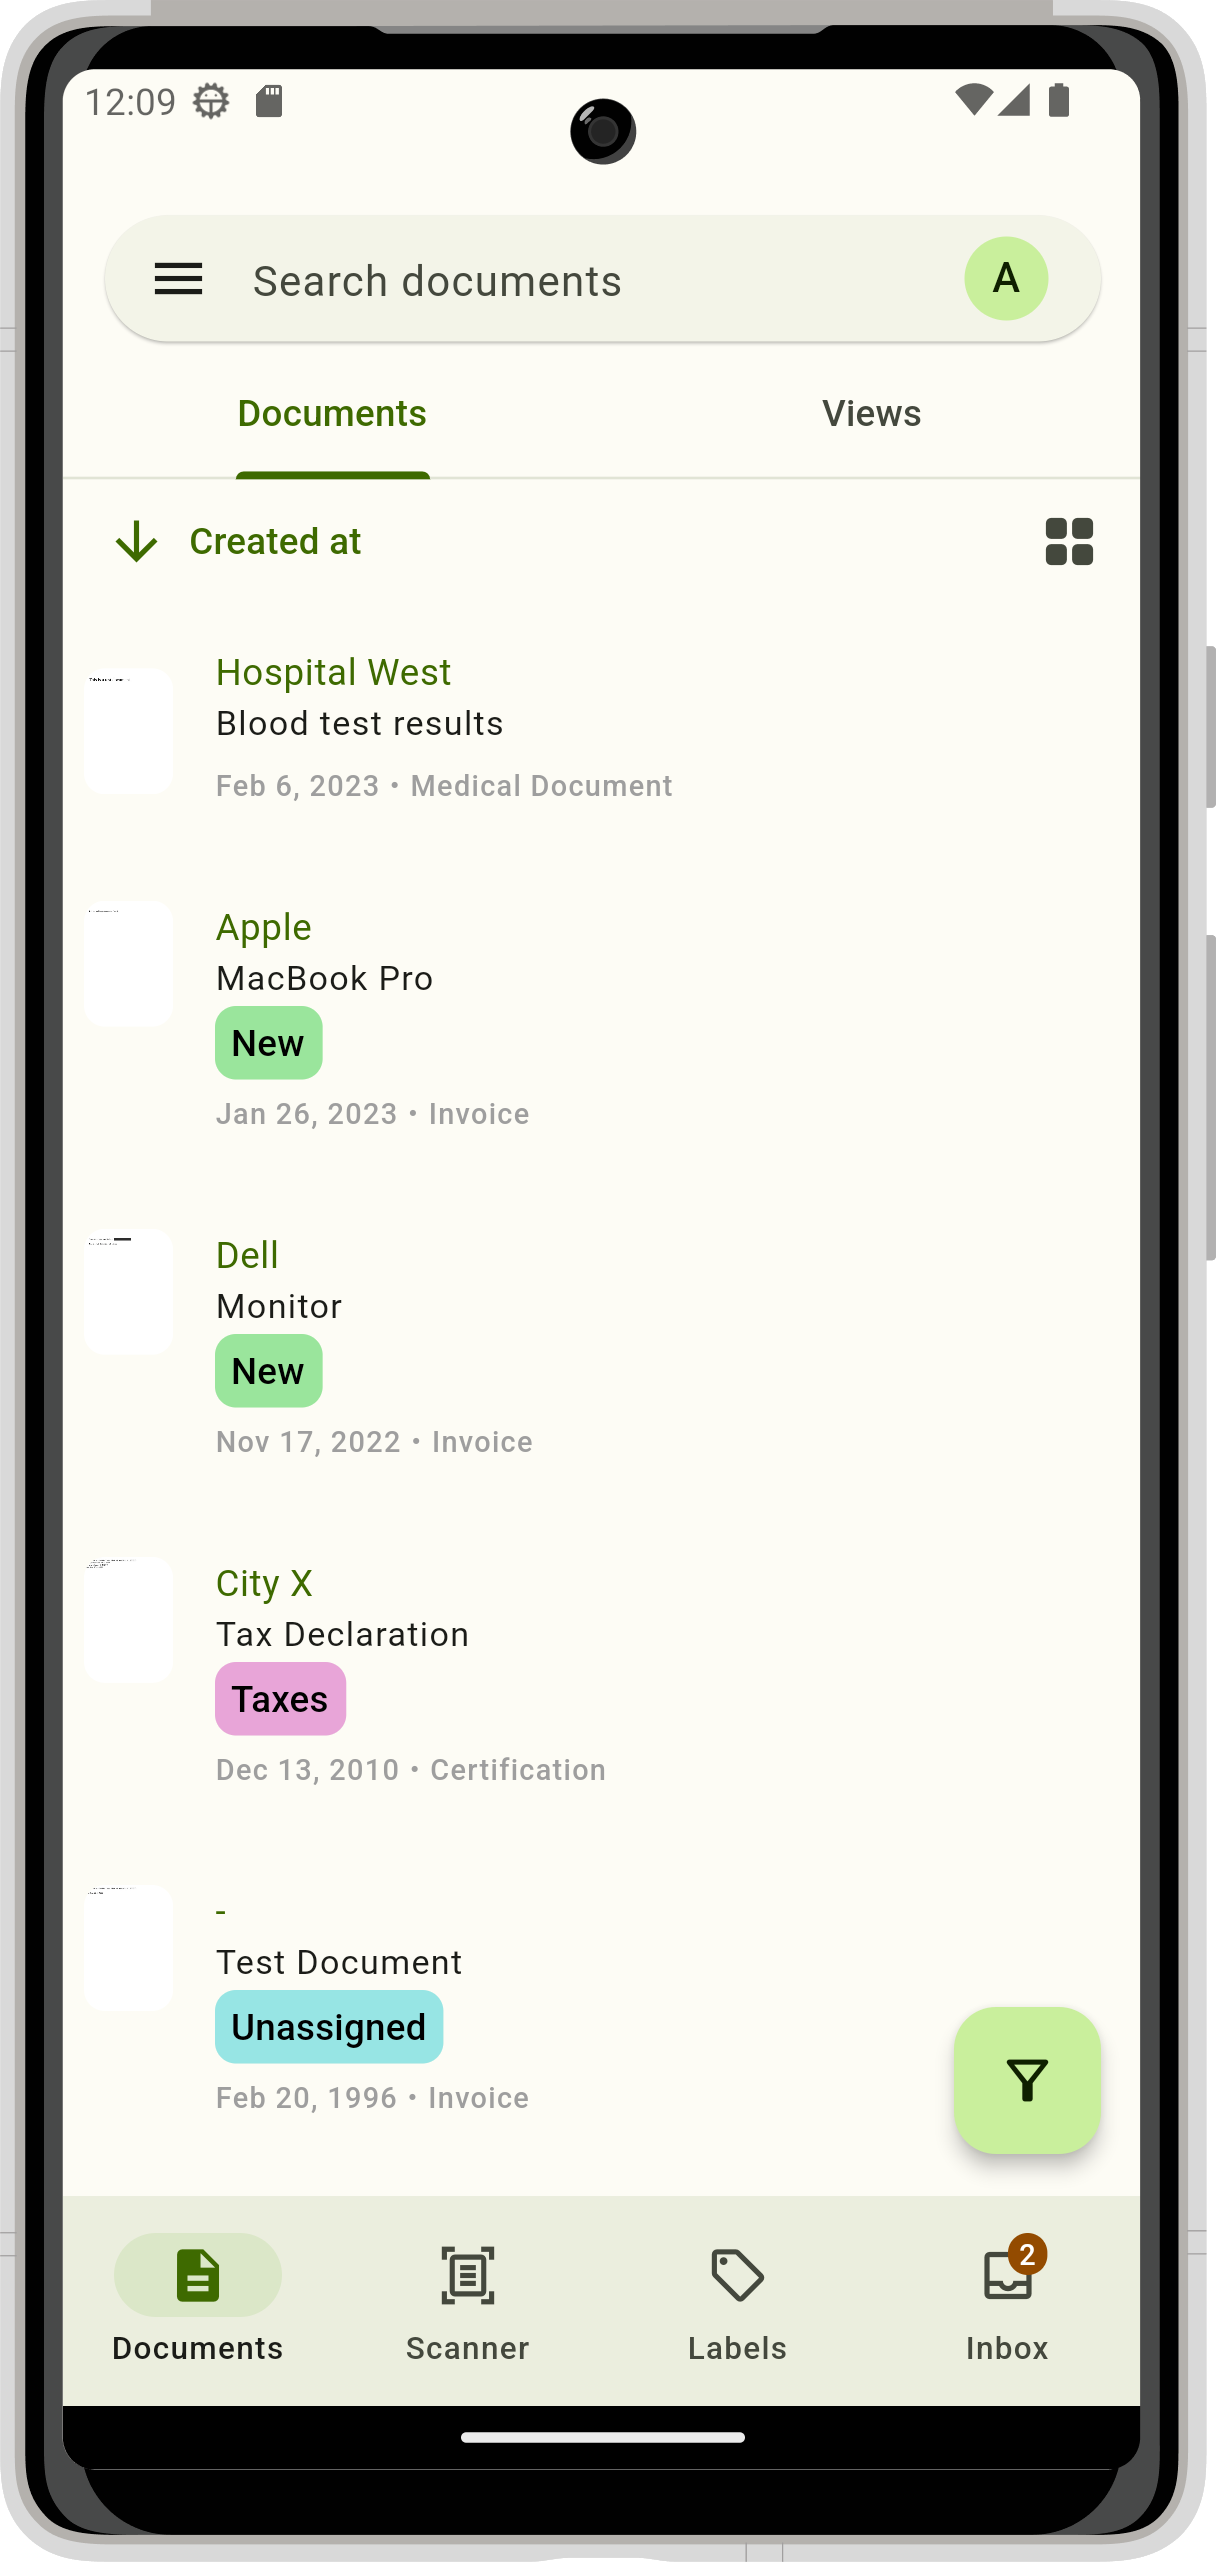 12:09
Search documents
A
Documents
Views
Created at
Hospital West
Blood test results
Feb 6, 2023 • Medical Document
Apple
MacBook Pro
New
Jan 26, 2023 • Invoice
Dell
Monitor
New
Nov 17, 2022 • Invoice
City X
Tax Declaration
Taxes
Dec 13, 2010 • Certification
-
Test Document
Unassigned
Feb 20, 1996 • Invoice
2
Documents
Scanner
Labels
Inbox